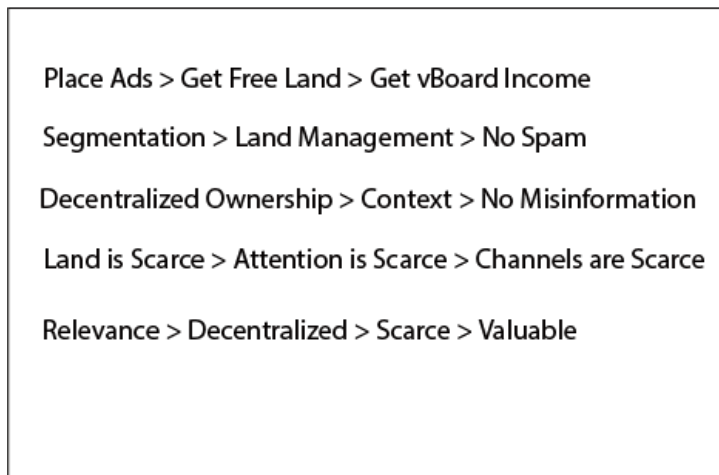 Place Ads > Get Free Land > Get vBoard Income
Segmentation > Land Management > No Spam
Decentralized Ownership > Context > No Misinformation
Land is Scarce > Attention is Scarce > Channels are Scarce
Relevance > Decentralized > Scarce > Valuable